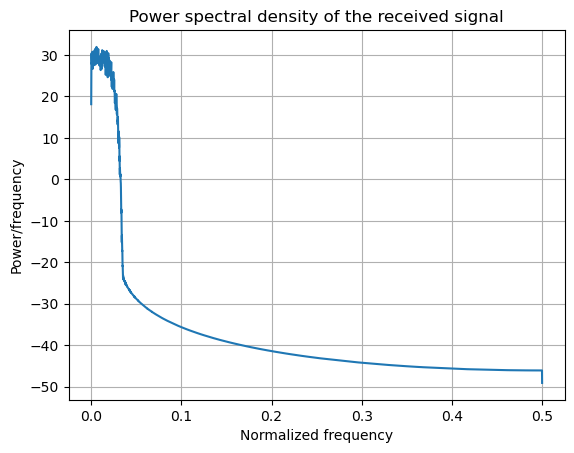 Power spectral density of the received signal
Power/frequency
30
20
10
0
−10
−20
−30
−40
−50
0.0 0.1 0.2 0.3 0.4 0.5
Normalized frequency